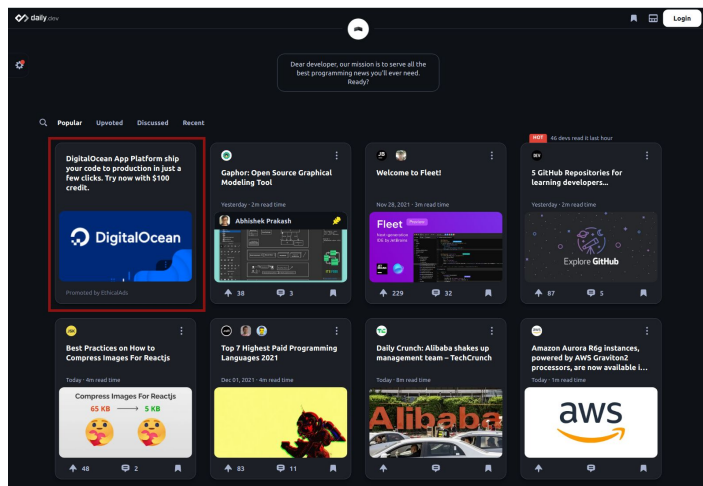 daily.dev
Login
Dear developer, our mission is to serve all the
best programming news you'll ever need.
Ready?
Popular Upvoted Discussed Recent
HOT 46 devs read it last hour
DigitalOcean App Platform ship
your code to production in just a
few clicks. Try now with $100
credit.
DigitalOcean
Promoted by EthicalAds
Gaphor: Open Source Graphical
Modeling Tool
Yesterday · 2m read time
Abhishek Prakash
38 3
JB
Welcome to Fleet!
Nov 28, 2021 · 3m read time
Fleet
229 32
DEV
5 GitHub Repositories for
learning developers...
Yesterday · 2m read time
Explore GitHub
87 5
Best Practices on How to
Compress Images For Reactjs
Today · 4m read time
Compress Images For Reactjs
65 KB 5 KB
48 2
Top 7 Highest Paid Programming
Languages 2021
Dec 01, 2021 · 4m read time
83 11
TC
Daily Crunch: Alibaba shakes up
management team – TechCrunch
Today · 8m read time
Alibaba
Amazon Aurora R6g instances,
powered by AWS Graviton2
processors, are now available i...
Today · 1m read time
aws